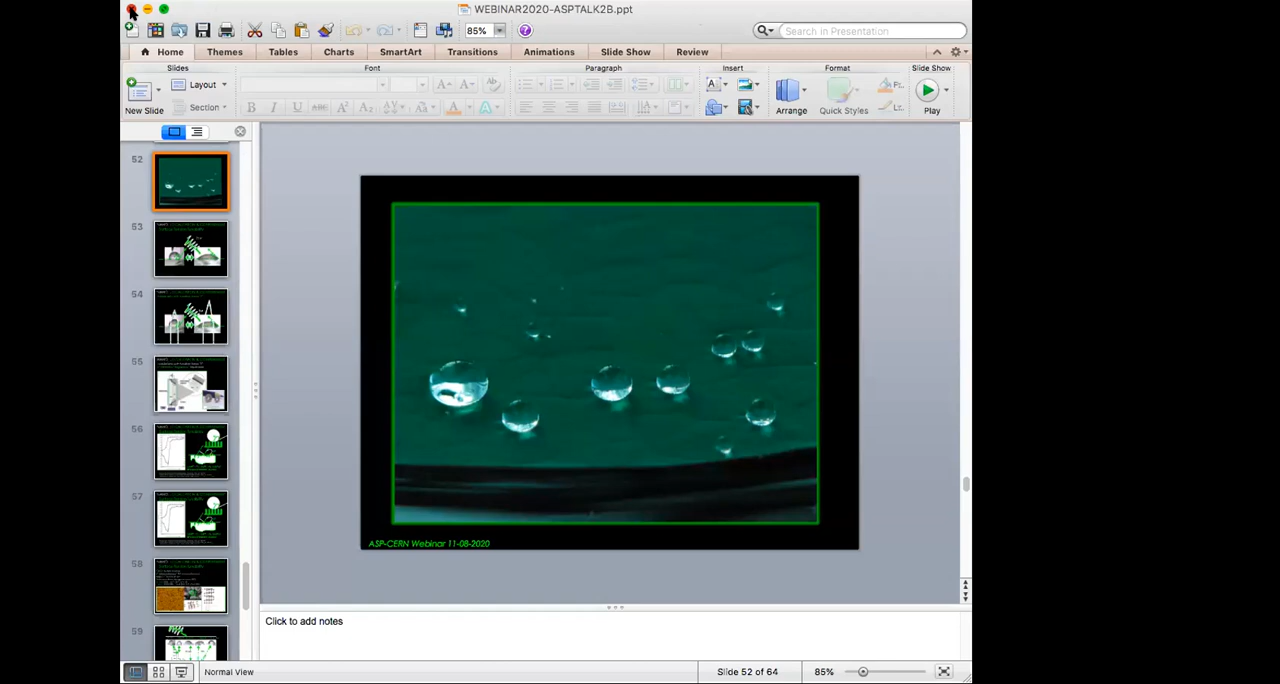 WEBINAR2020-ASPTALK2B.ppt
85%
Search in Presentation
Home Themes Tables Charts SmartArt Transitions Animations Slide Show Review
Slides Font Paragraph Insert Format Slide Show
Layout
Section
New Slide
Arrange
Quick Styles
Play
52
53
54
55
56
57
58
59
ASP-CERN Webinar 11-08-2020
Click to add notes
Normal View
Slide 52 of 64
85%